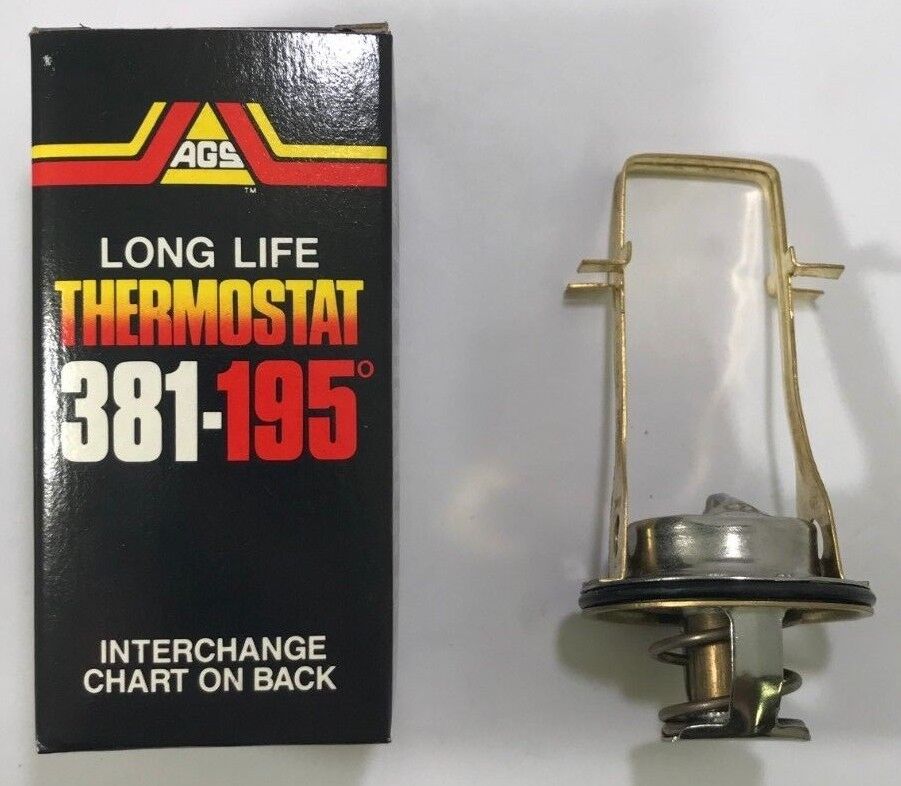 AGS
TM
LONG LIFE
THERMOSTAT
381-195°
INTERCHANGE
CHART ON BACK